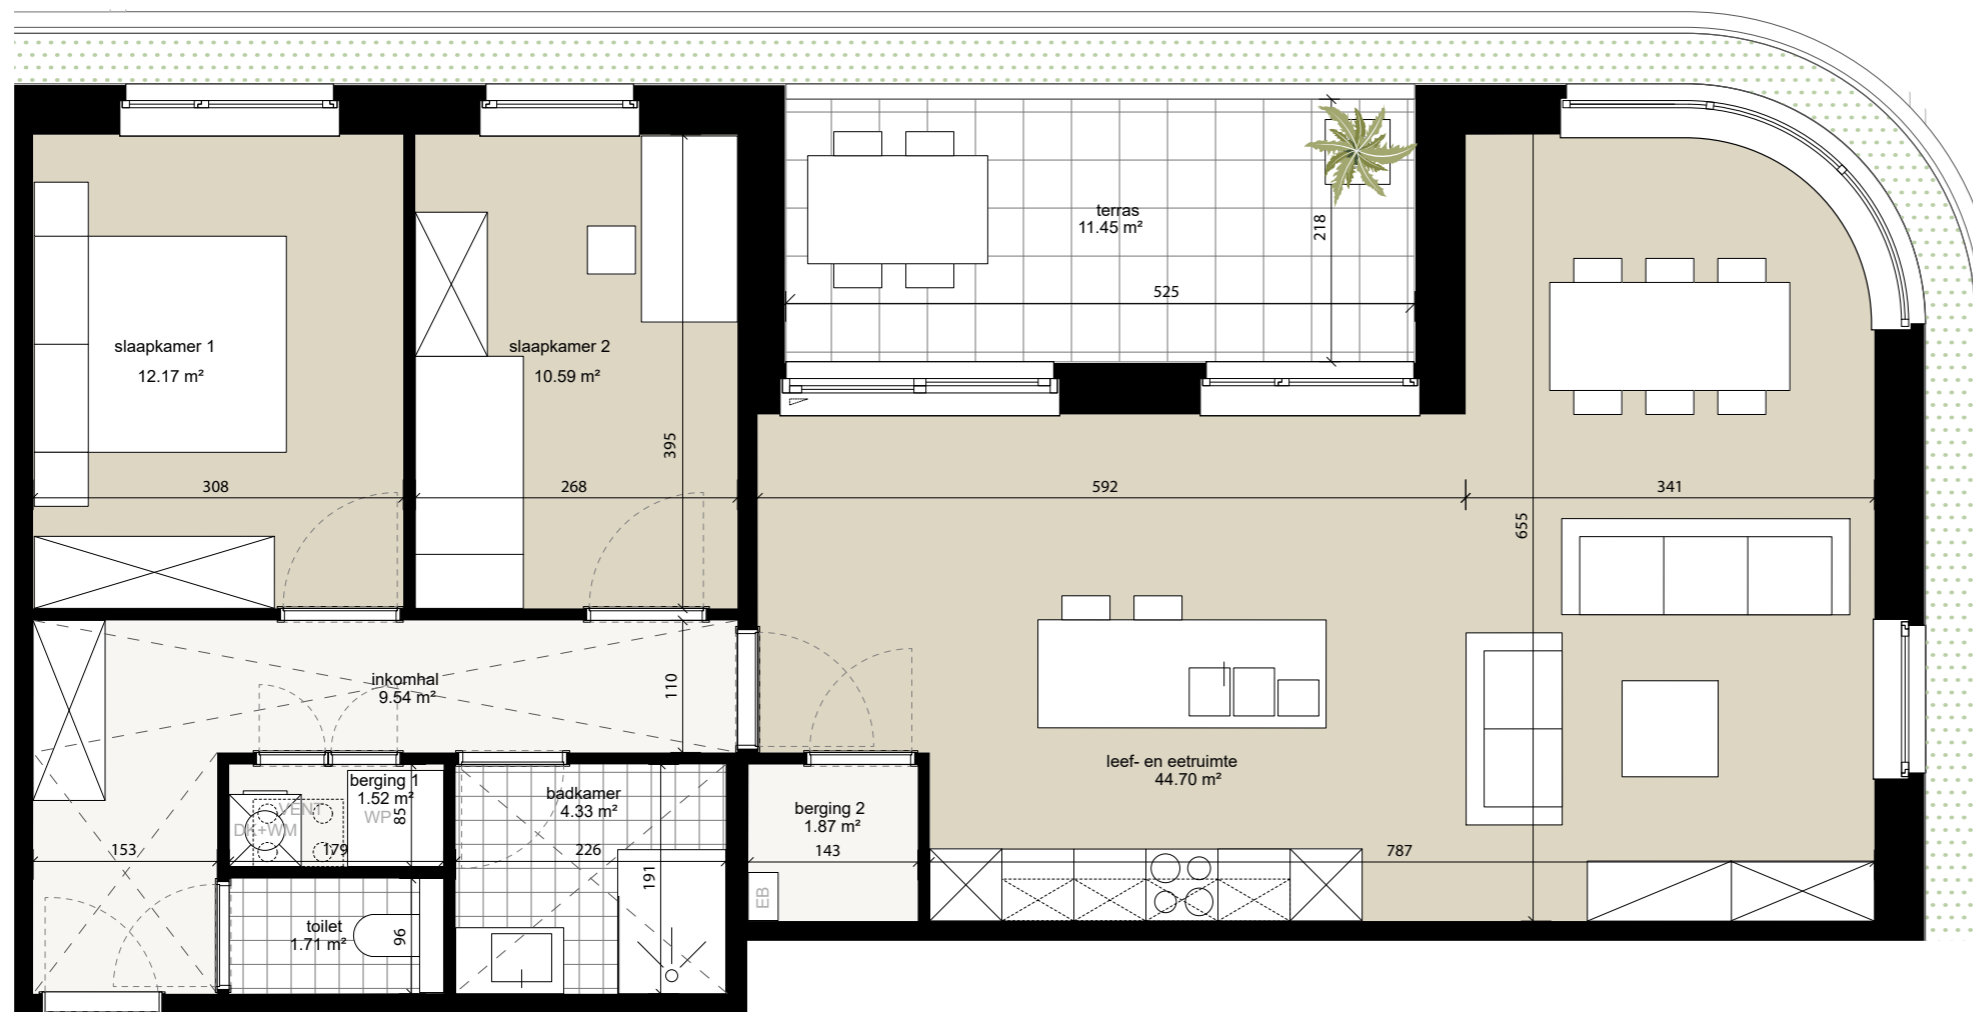 terras
11.45 m²
218
525
slaapkamer 1
12.17 m²
slaapkamer 2
10.59 m²
395
308
268
592
341
655
inkomhal
9.54 m²
110
leef- en eetruimte
44.70 m²
berging 1
1.52 m²
VENT
WP
DK+WM
85
badkamer
4.33 m²
berging 2
1.87 m²
153
179
226
143
787
191
EB
toilet
1.71 m²
96